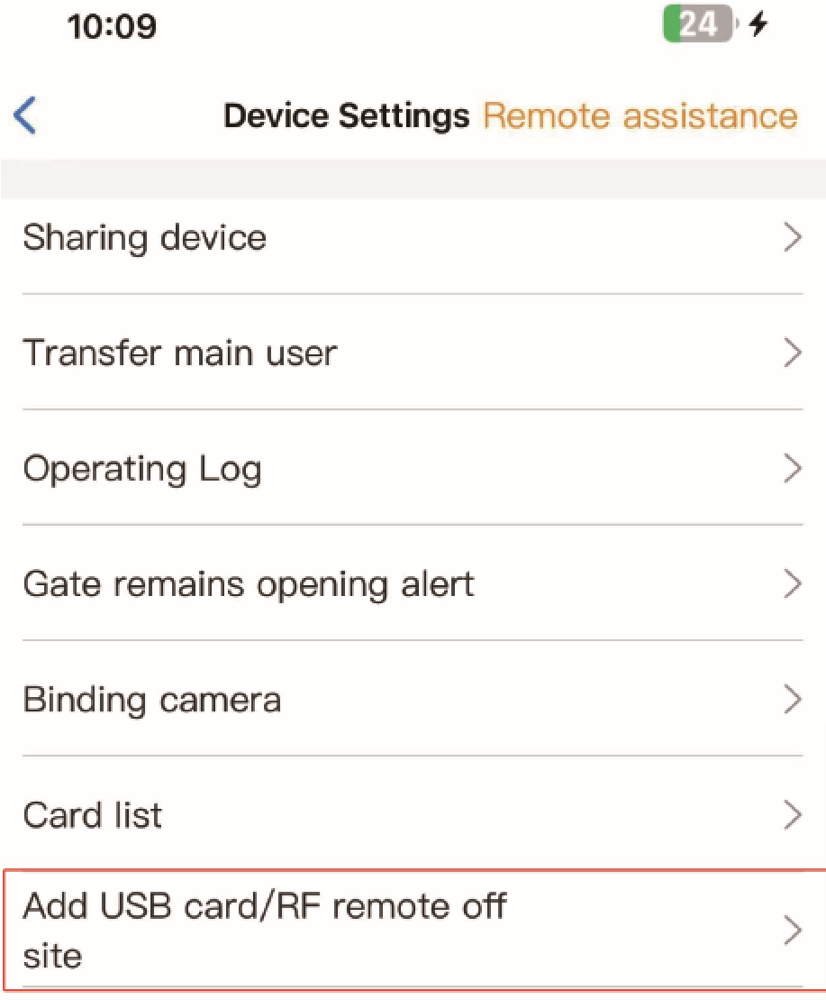 10:09 24
Device Settings Remote assistance
Sharing device
Transfer main user
Operating Log
Gate remains opening alert
Binding camera
Card list
Add USB card/RF remote off
site